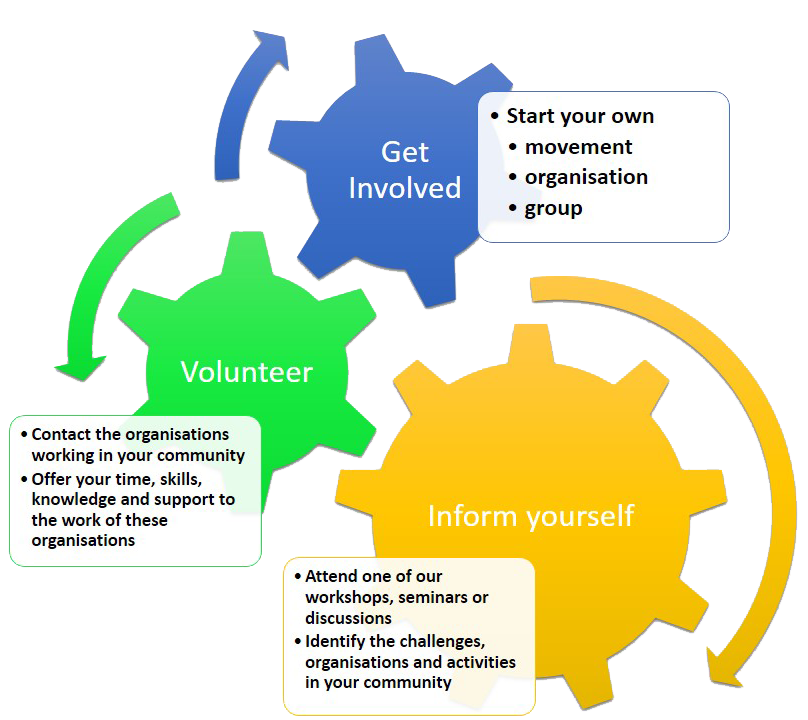 Get
Involved
• Start your own
• movement
• organisation
• group
Volunteer
• Contact the organisations
working in your community
• Offer your time, skills,
knowledge and support to
the work of these
organisations
Inform yourself
• Attend one of our
workshops, seminars or
discussions
• Identify the challenges,
organisations and activities
in your community